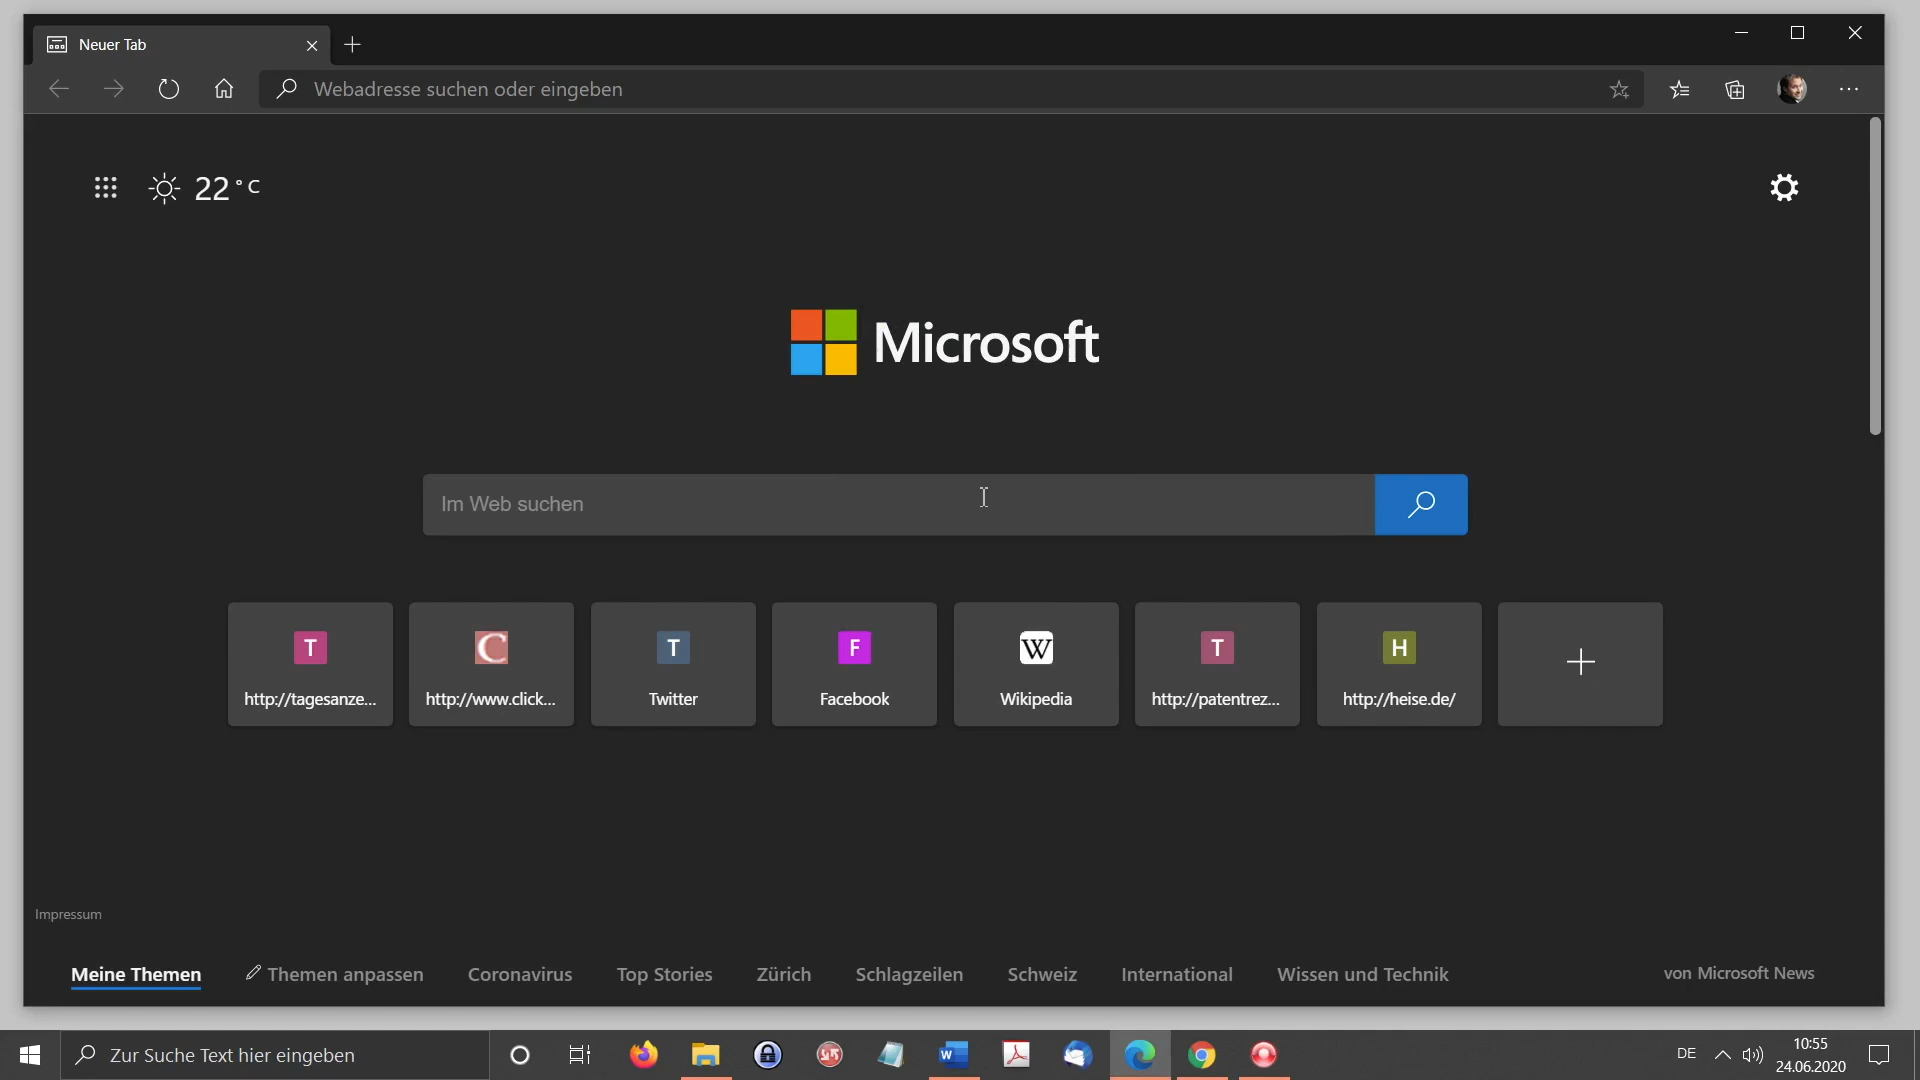 Neuer Tab
Webadresse suchen oder eingeben
22 °C
Microsoft
Im Web suchen
T
C
T
F
W
T
H
http://tagesanze...
http://www.click...
Twitter
Facebook
Wikipedia
http://patentrez...
http://heise.de/
Impressum
Meine Themen
Themen anpassen
Coronavirus
Top Stories
Zürich
Schlagzeilen
Schweiz
International
Wissen und Technik
von Microsoft News
Zur Suche Text hier eingeben
W
DE
10:55
24.06.2020